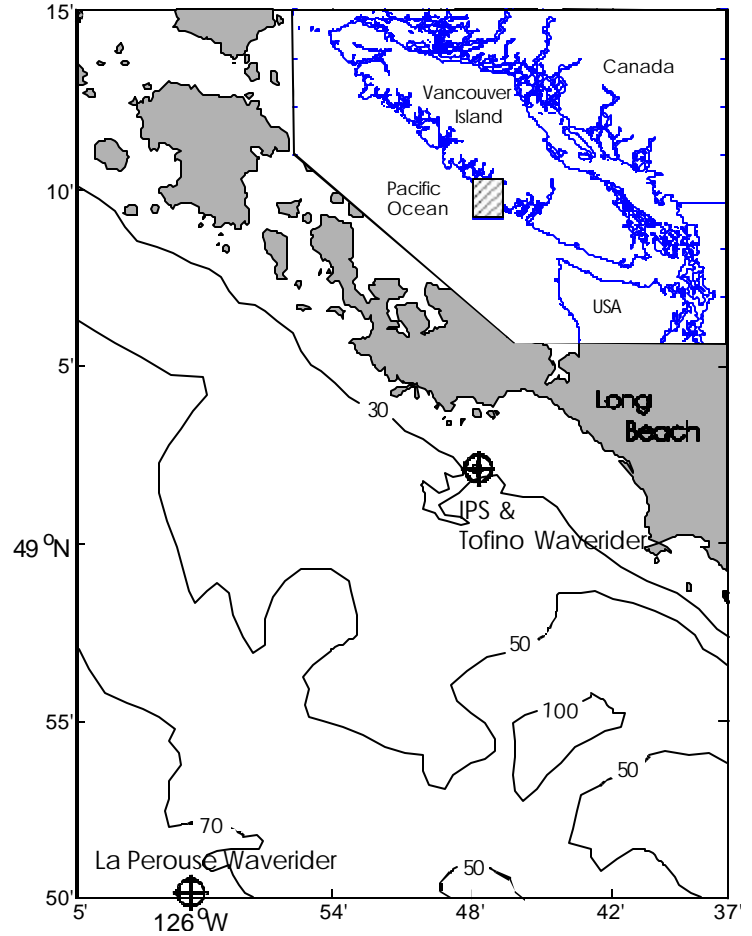 15'
Canada
Vancouver
Island
10'
Pacific
Ocean
USA
5'
Long
Beach
30
IPS &
Tofino Waverider
49 °N
50
55'
100
50
70
La Perouse Waverider
50
50'
5'
126°W
54'
48'
42'
37'